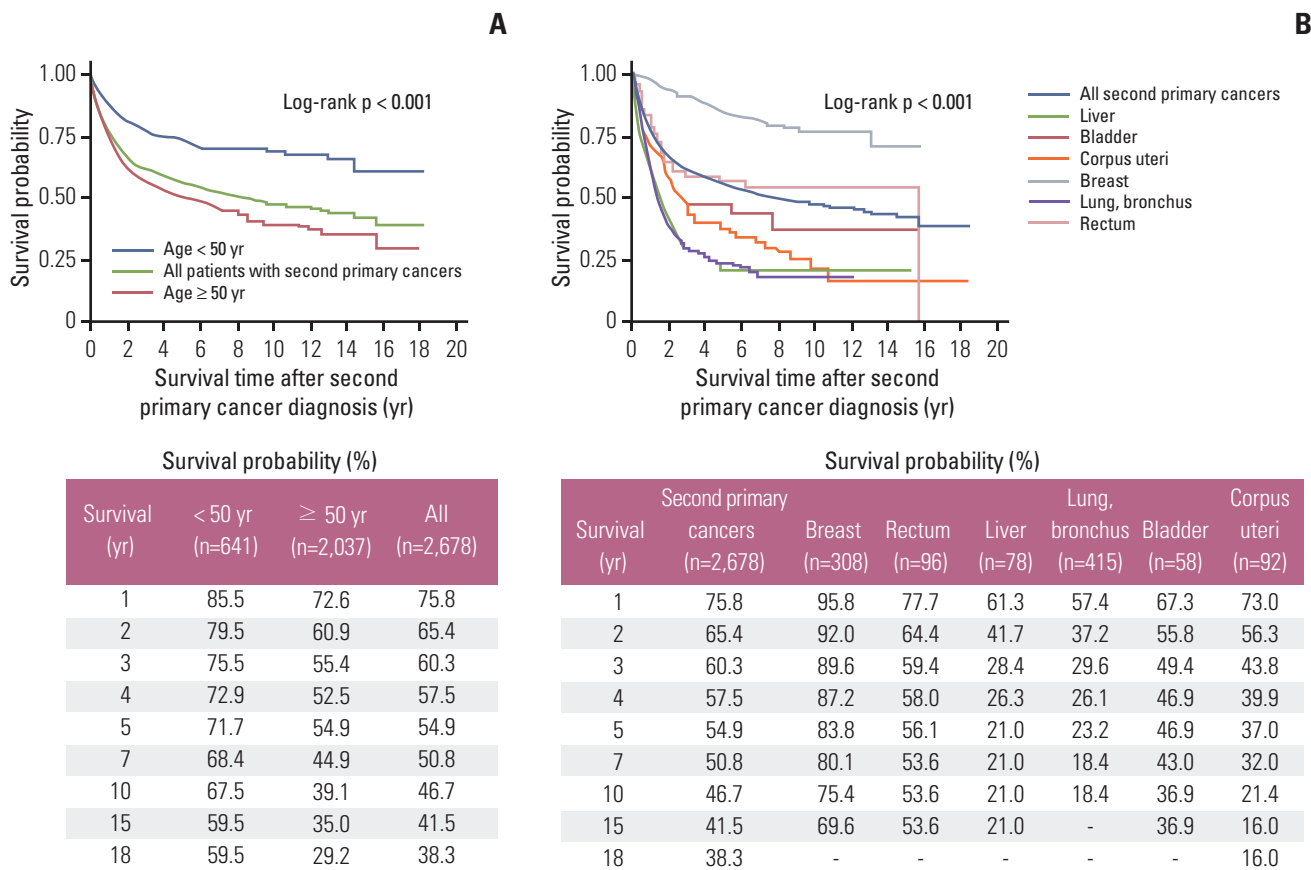 A
1.00
0.75
0.50
0.25
0
Survival probability
Log-rank p < 0.001
Age < 50 yr
All patients with second primary cancers
Age ≥ 50 yr
0 2 4 6 8 10 12 14 16 18 20
Survival time after second
primary cancer diagnosis (yr)
Survival probability (%)
Survival (yr) < 50 yr (n=641) ≥ 50 yr (n=2,037) All (n=2,678)
1 85.5 72.6 75.8
2 79.5 60.9 65.4
3 75.5 55.4 60.3
4 72.9 52.5 57.5
5 71.7 54.9 54.9
7 68.4 44.9 50.8
10 67.5 39.1 46.7
15 59.5 35.0 41.5
18 59.5 29.2 38.3
B
1.00
0.75
0.50
0.25
0
Survival probability
Log-rank p < 0.001
All second primary cancers
Liver
Bladder
Corpus uteri
Breast
Lung, bronchus
Rectum
0 2 4 6 8 10 12 14 16 18 20
Survival time after second
primary cancer diagnosis (yr)
Survival probability (%)
Survival (yr) Second primary cancers (n=2,678) Breast (n=308) Rectum (n=96) Liver (n=78) Lung, bronchus (n=415) Bladder (n=58) Corpus uteri (n=92)
1 75.8 95.8 77.7 61.3 57.4 67.3 73.0
2 65.4 92.0 64.4 41.7 37.2 55.8 56.3
3 60.3 89.6 59.4 28.4 29.6 49.4 43.8
4 57.5 87.2 58.0 26.3 26.1 46.9 39.9
5 54.9 83.8 56.1 21.0 23.2 46.9 37.0
7 50.8 80.1 53.6 21.0 18.4 43.0 32.0
10 46.7 75.4 53.6 21.0 18.4 36.9 21.4
15 41.5 69.6 53.6 21.0 - 36.9 16.0
18 38.3 - - - - - 16.0